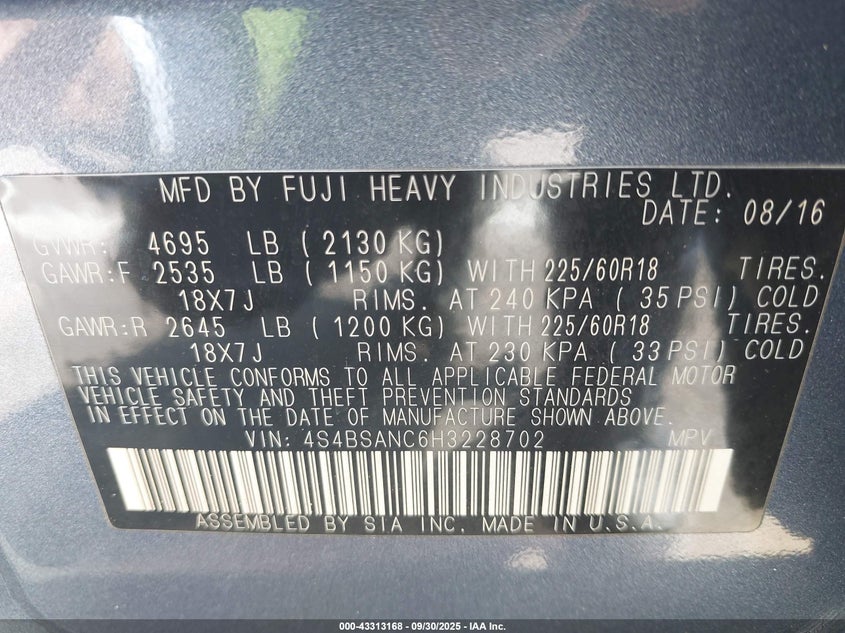 MFD BY FUJI HEAVY INDUSTRIES LTD.
DATE: 08/16
GVWR: 4695 LB ( 2130 KG)
GAWR:F 2535 LB ( 1150 KG) WITH 225/60R18 TIRES.
18X7J RIMS. AT 240 KPA ( 35 PSI) COLD
GAWR:R 2645 LB ( 1200 KG) WITH 225/60R18 TIRES.
18X7J RIMS. AT 230 KPA ( 33 PSI) COLD
THIS VEHICLE CONFORMS TO ALL APPLICABLE FEDERAL MOTOR
VEHICLE SAFETY AND THEFT PREVENTION STANDARDS
IN EFFECT ON THE DATE OF MANUFACTURE SHOWN ABOVE.
VIN: 4S4BSANC6H3228702 MPV
ASSEMBLED BY SIA INC. MADE IN U.S.A.
000-43313168 - 09/30/2025 - IAA Inc.